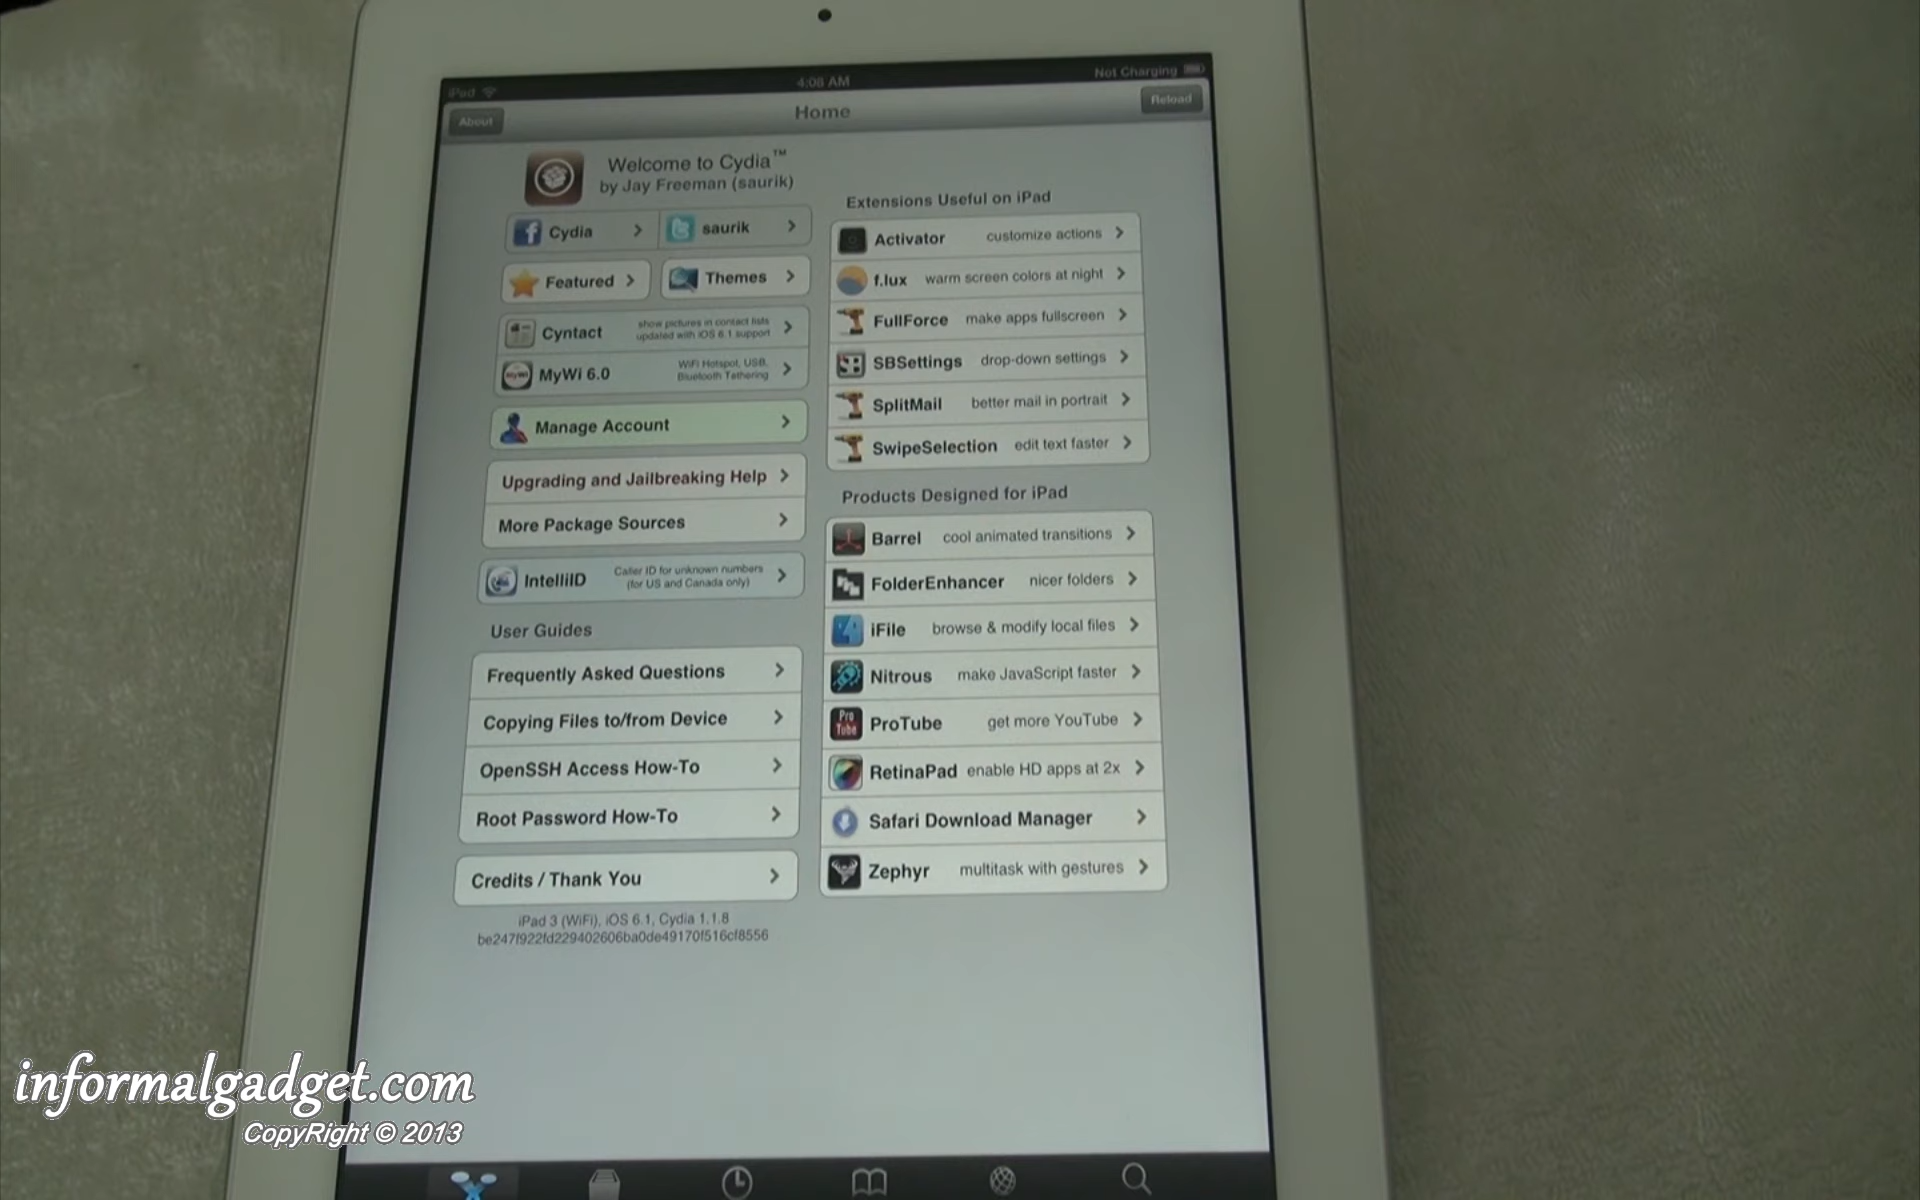 iPad
4:08 AM
Not Charging
About
Home
Reload
Welcome to Cydia™
by Jay Freeman (saurik)
Cydia
saurik
Featured
Themes
Cyntact
show pictures in contact lists
updated with iOS 6.1 support
MyWi 6.0
WiFi Hotspot, USB,
Bluetooth Tethering
Manage Account
Upgrading and Jailbreaking Help
More Package Sources
IntelliID
Caller ID for unknown numbers
(for US and Canada only)
User Guides
Frequently Asked Questions
Copying Files to/from Device
OpenSSH Access How-To
Root Password How-To
Credits / Thank You
iPad 3 (WiFi), iOS 6.1, Cydia 1.1.8
be247f922fd229402606ba0de49170f516cf8556
Extensions Useful on iPad
Activator customize actions
f.lux warm screen colors at night
FullForce make apps fullscreen
SBSettings drop-down settings
SplitMail better mail in portrait
SwipeSelection edit text faster
Products Designed for iPad
Barrel cool animated transitions
FolderEnhancer nicer folders
iFile browse & modify local files
Nitrous make JavaScript faster
Pro
Tube
ProTube get more YouTube
RetinaPad enable HD apps at 2x
Safari Download Manager
Zephyr multitask with gestures
informalgadget.com
CopyRight © 2013